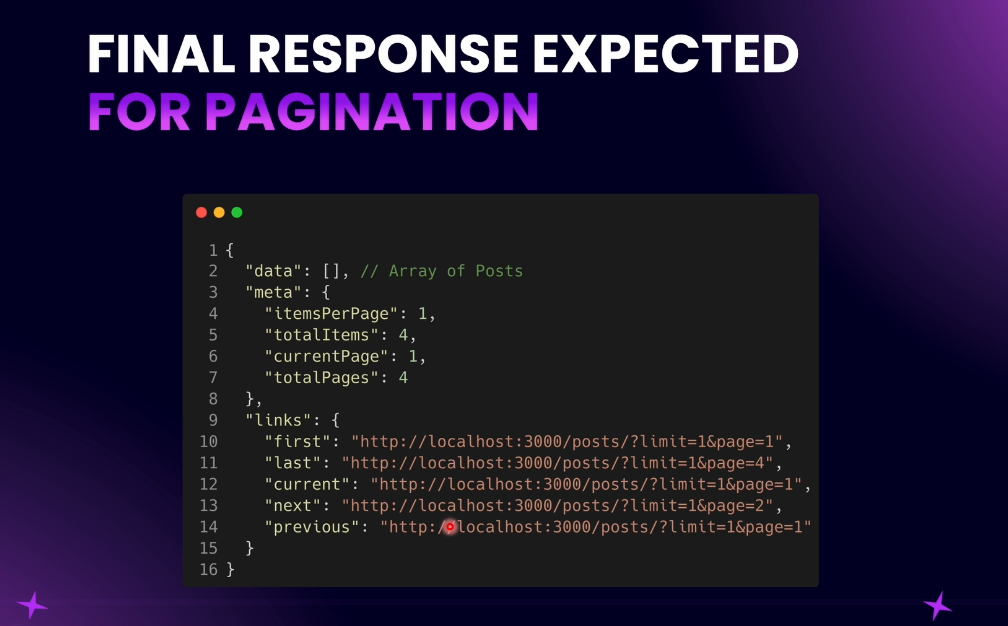 FINAL RESPONSE EXPECTED
FOR PAGINATION
1 {
2   "data": [], // Array of Posts
3   "meta": {
4     "itemsPerPage": 1,
5     "totalItems": 4,
6     "currentPage": 1,
7     "totalPages": 4
8   },
9   "links": {
10     "first": "http://localhost:3000/posts/?limit=1&page=1",
11     "last": "http://localhost:3000/posts/?limit=1&page=4",
12     "current": "http://localhost:3000/posts/?limit=1&page=1",
13     "next": "http://localhost:3000/posts/?limit=1&page=2",
14     "previous": "http://localhost:3000/posts/?limit=1&page=1"
15   }
16 }